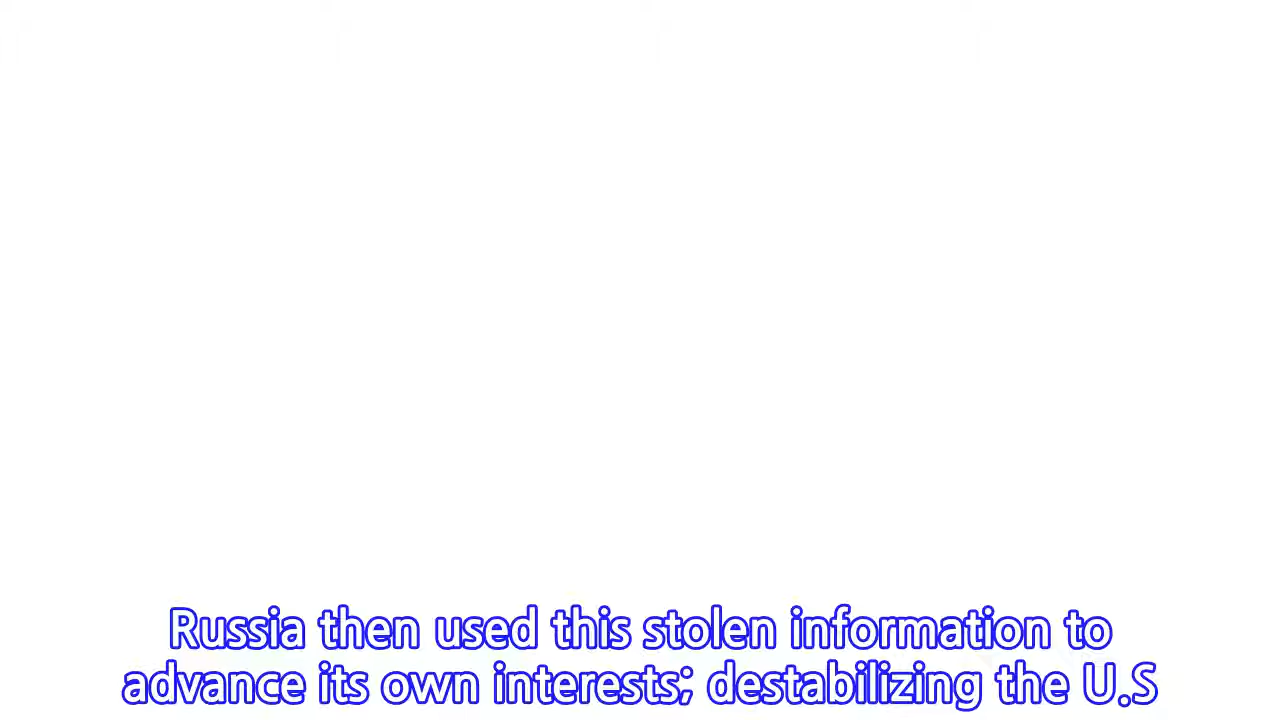 Russia then used this stolen information to
advance its own interests; destabilizing the U.S